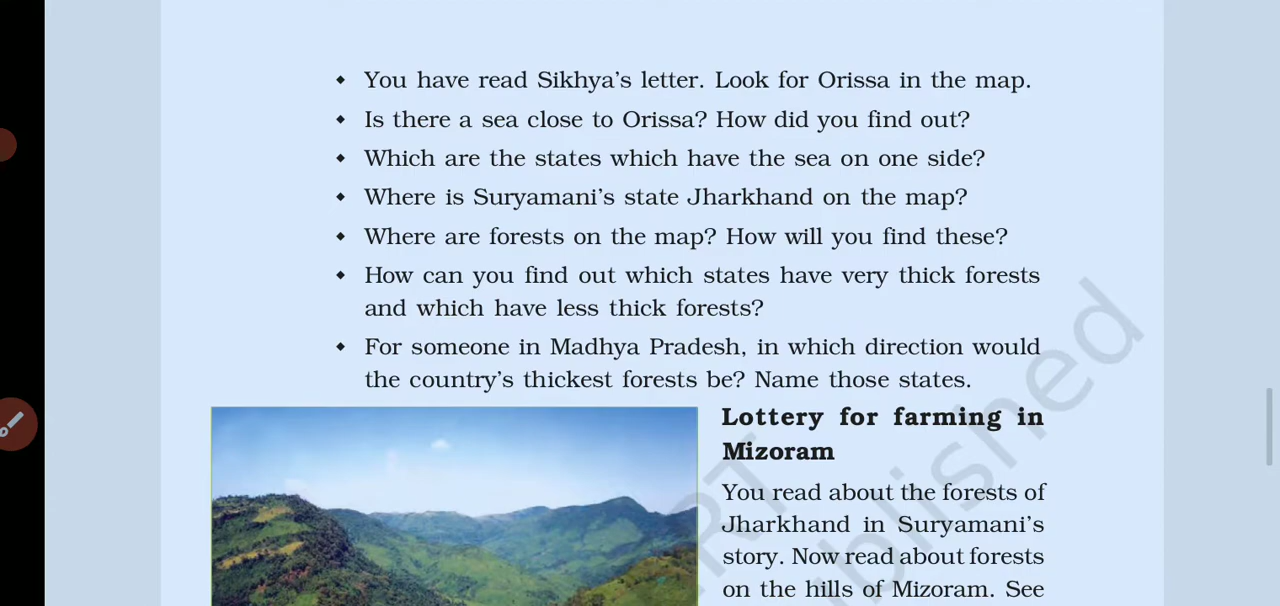 ◆ You have read Sikhya's letter. Look for Orissa in the map.
◆ Is there a sea close to Orissa? How did you find out?
◆ Which are the states which have the sea on one side?
◆ Where is Suryamani's state Jharkhand on the map?
◆ Where are forests on the map? How will you find these?
◆ How can you find out which states have very thick forests
and which have less thick forests?
◆ For someone in Madhya Pradesh, in which direction would
the country's thickest forests be? Name those states.
Lottery for farming in
Mizoram
You read about the forests of
Jharkhand in Suryamani's
story. Now read about forests
on the hills of Mizoram. See